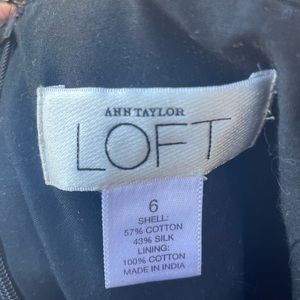 ANN TAYLOR
LOFT
6
SHELL:
57% COTTON
43% SILK
LINING:
100% COTTON
MADE IN INDIA